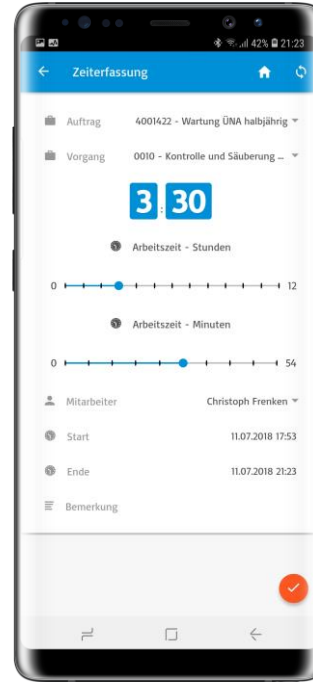 42% 21:23
Zeiterfassung
Auftrag 4001422 - Wartung ÜNA halbjährig
Vorgang 0010 - Kontrolle und Säuberung ...
3:30
Arbeitszeit - Stunden
0 12
Arbeitszeit - Minuten
0 54
Mitarbeiter Christoph Frenken
Start 11.07.2018 17:53
Ende 11.07.2018 21:23
Bemerkung